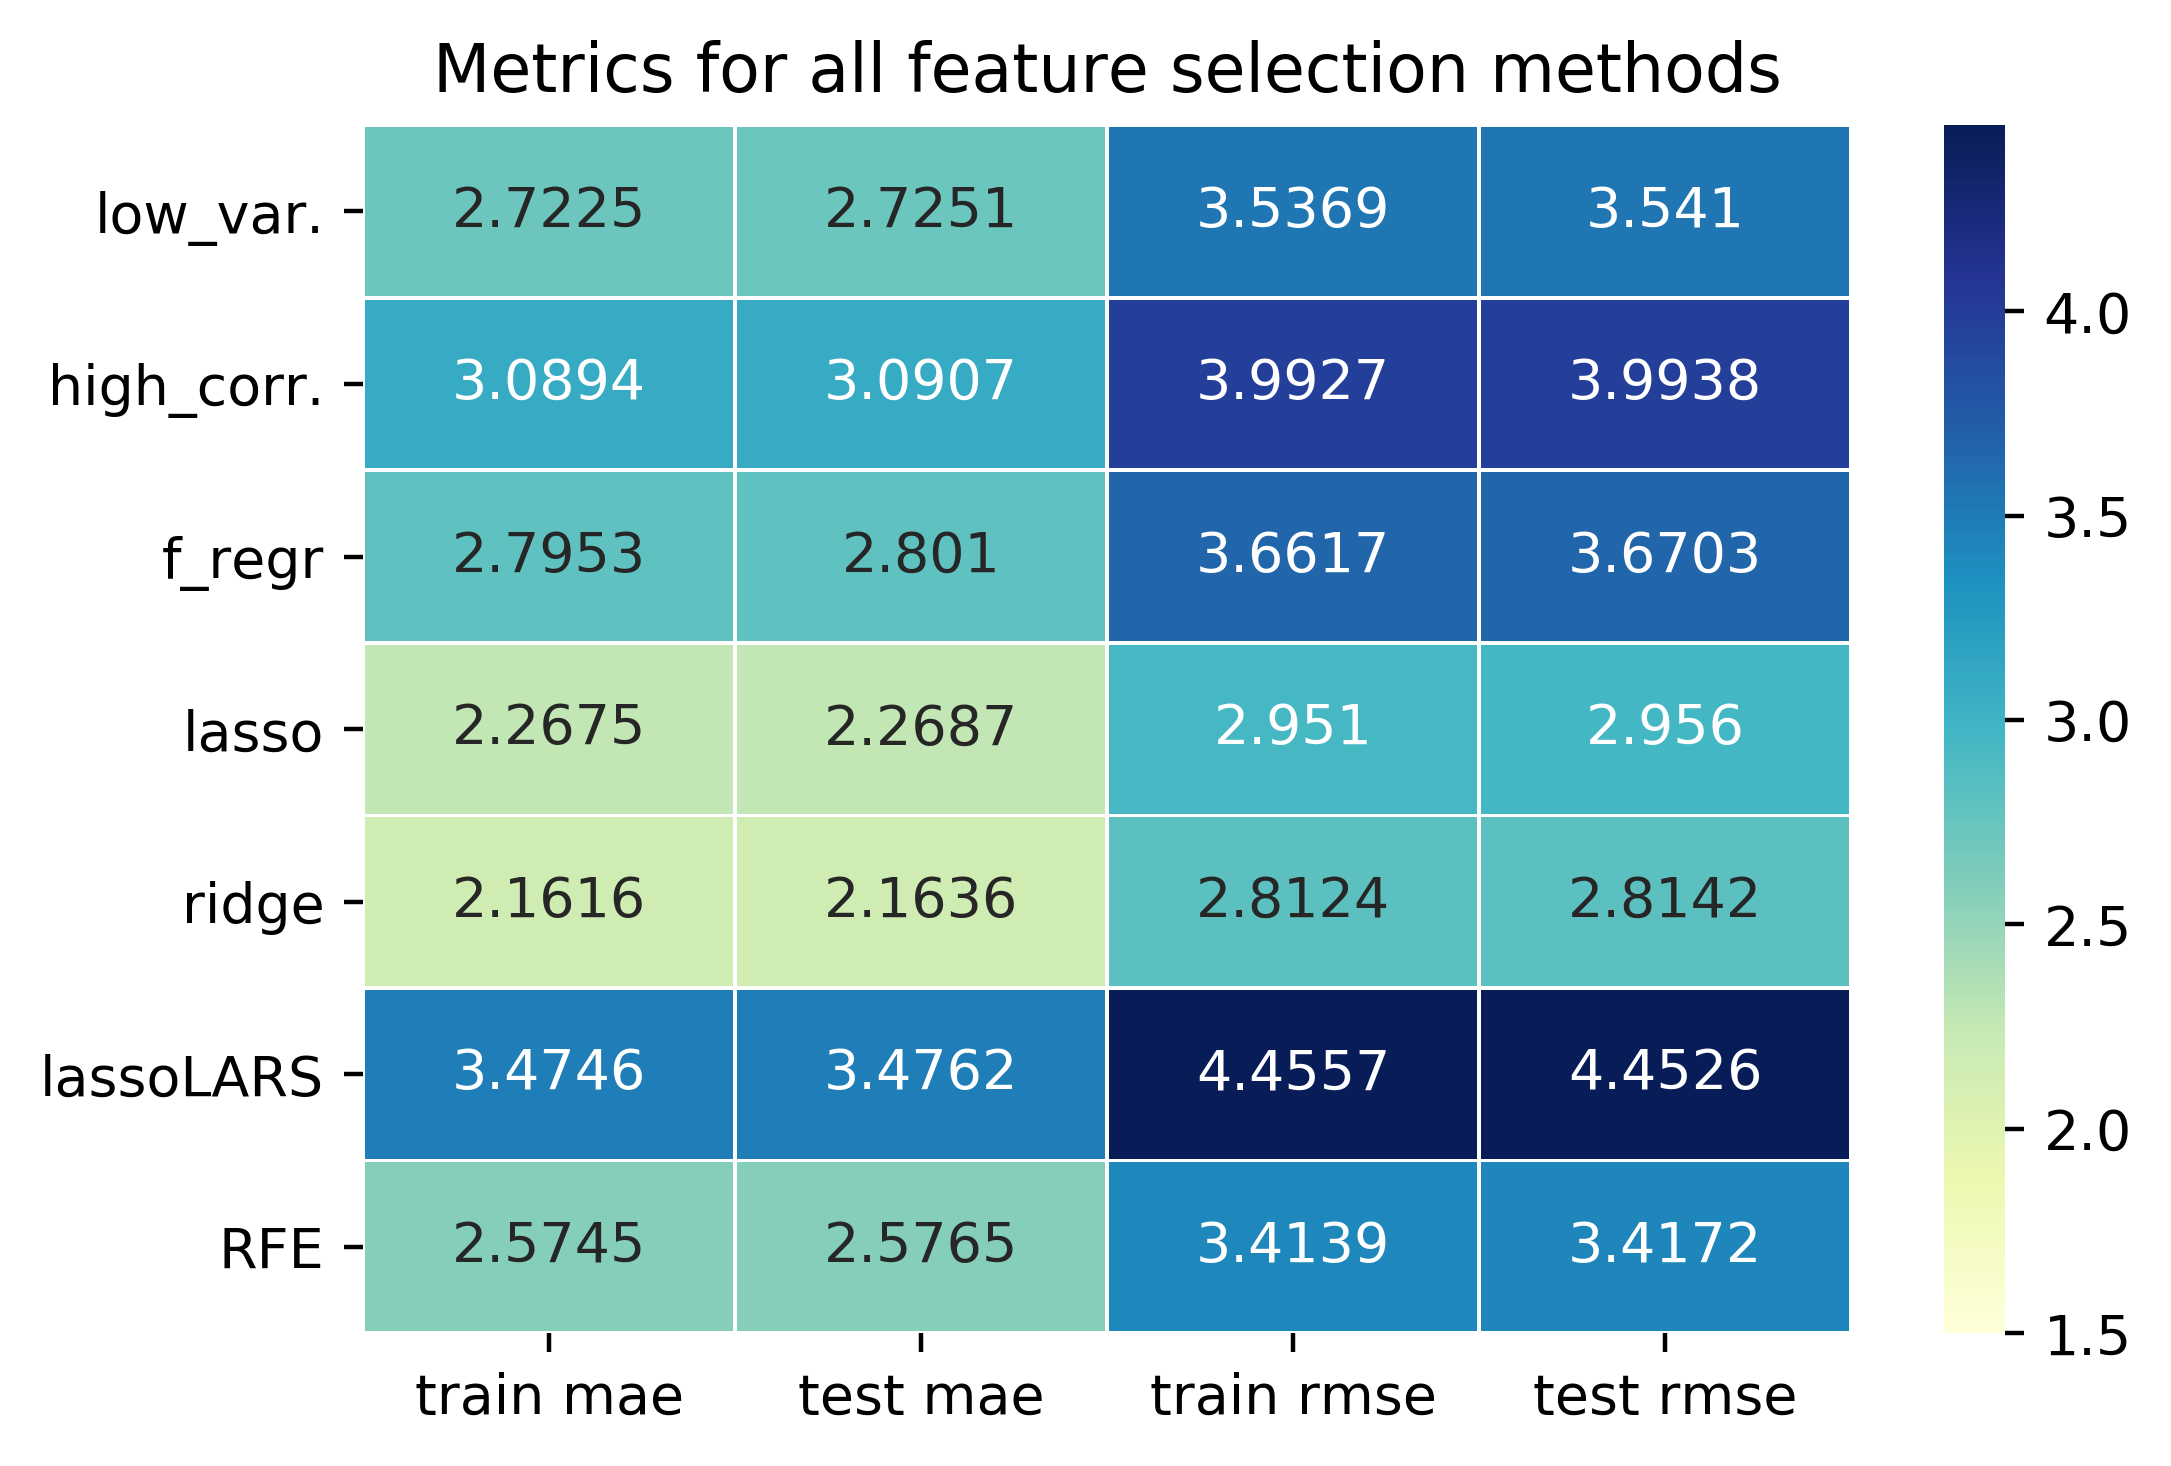 Metrics for all feature selection methods
low_var. 2.7225 2.7251 3.5369 3.541
high_corr. 3.0894 3.0907 3.9927 3.9938
f_regr 2.7953 2.801 3.6617 3.6703
lasso 2.2675 2.2687 2.951 2.956
ridge 2.1616 2.1636 2.8124 2.8142
lassoLARS 3.4746 3.4762 4.4557 4.4526
RFE 2.5745 2.5765 3.4139 3.4172
train mae test mae train rmse test rmse
4.0
3.5
3.0
2.5
2.0
1.5